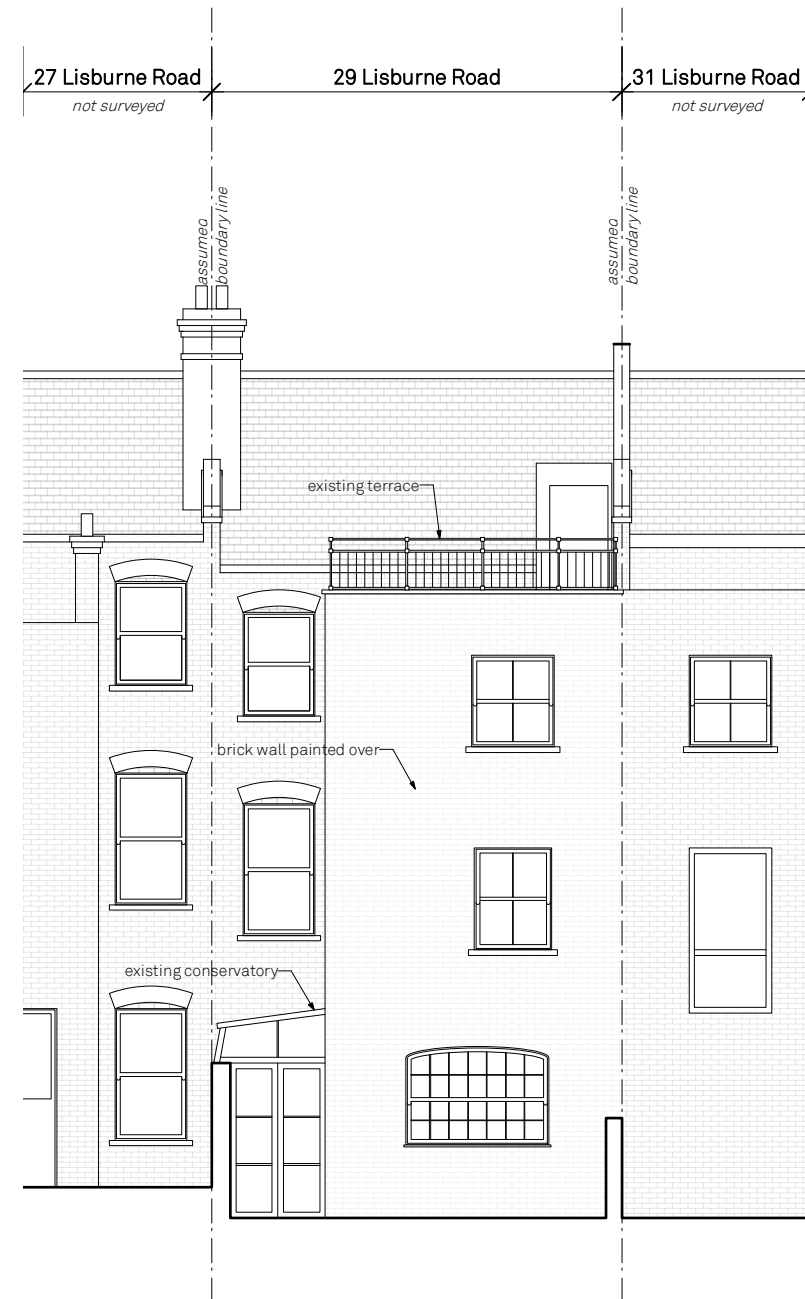 27 Lisburne Road
29 Lisburne Road
31 Lisburne Road
not surveyed
not surveyed
assumed
boundary line
assumed
boundary line
existing terrace
brick wall painted over
existing conservatory